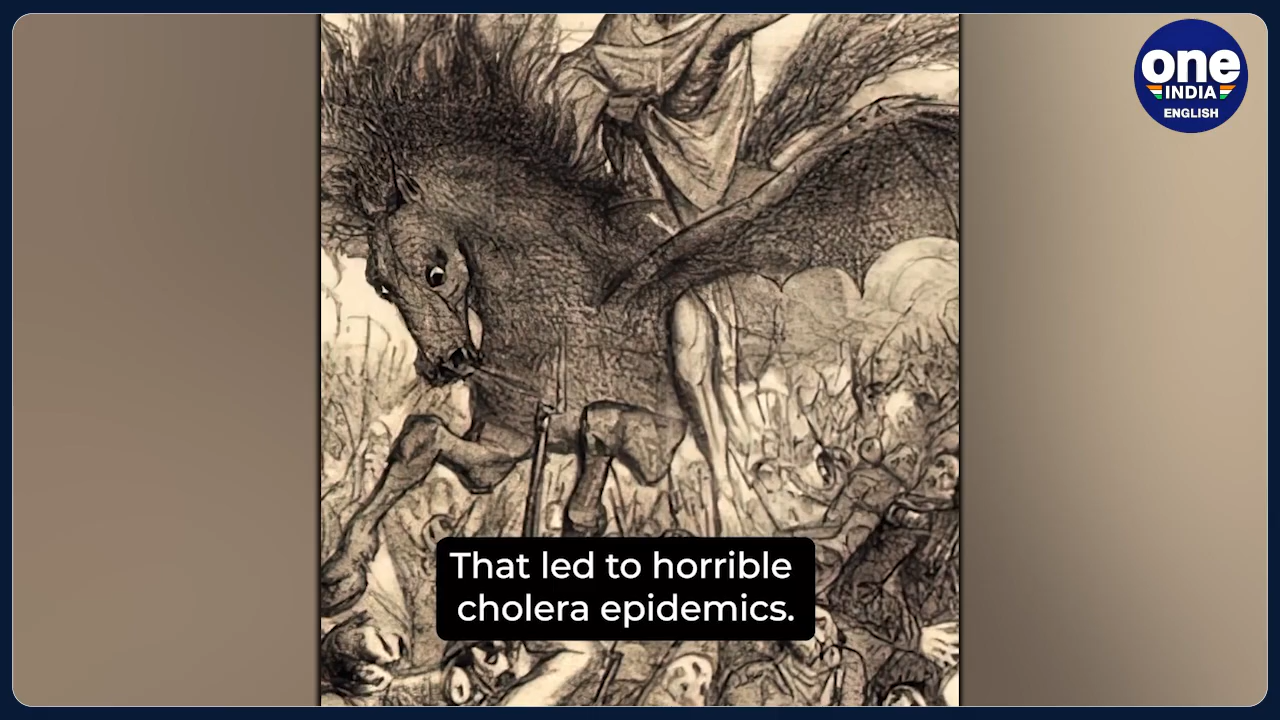 one
INDIA
ENGLISH
That led to horrible
cholera epidemics.